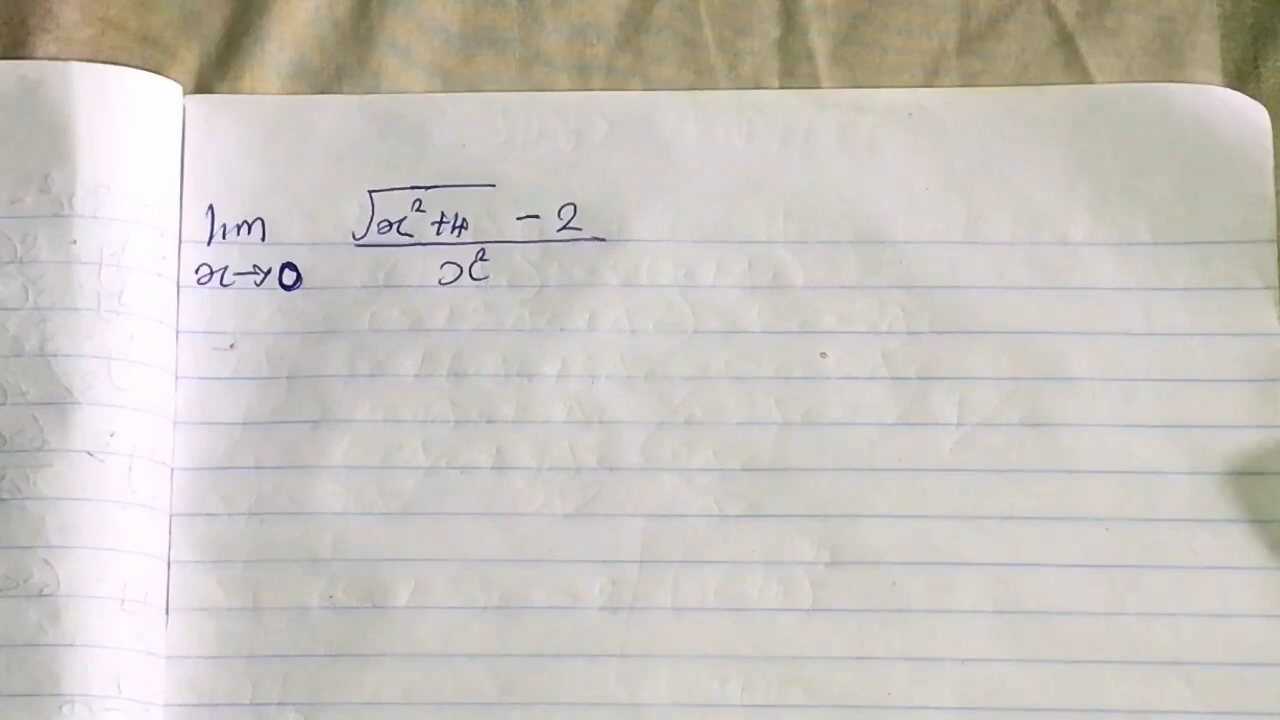 lim √x² +4 - 2
x→0 x²